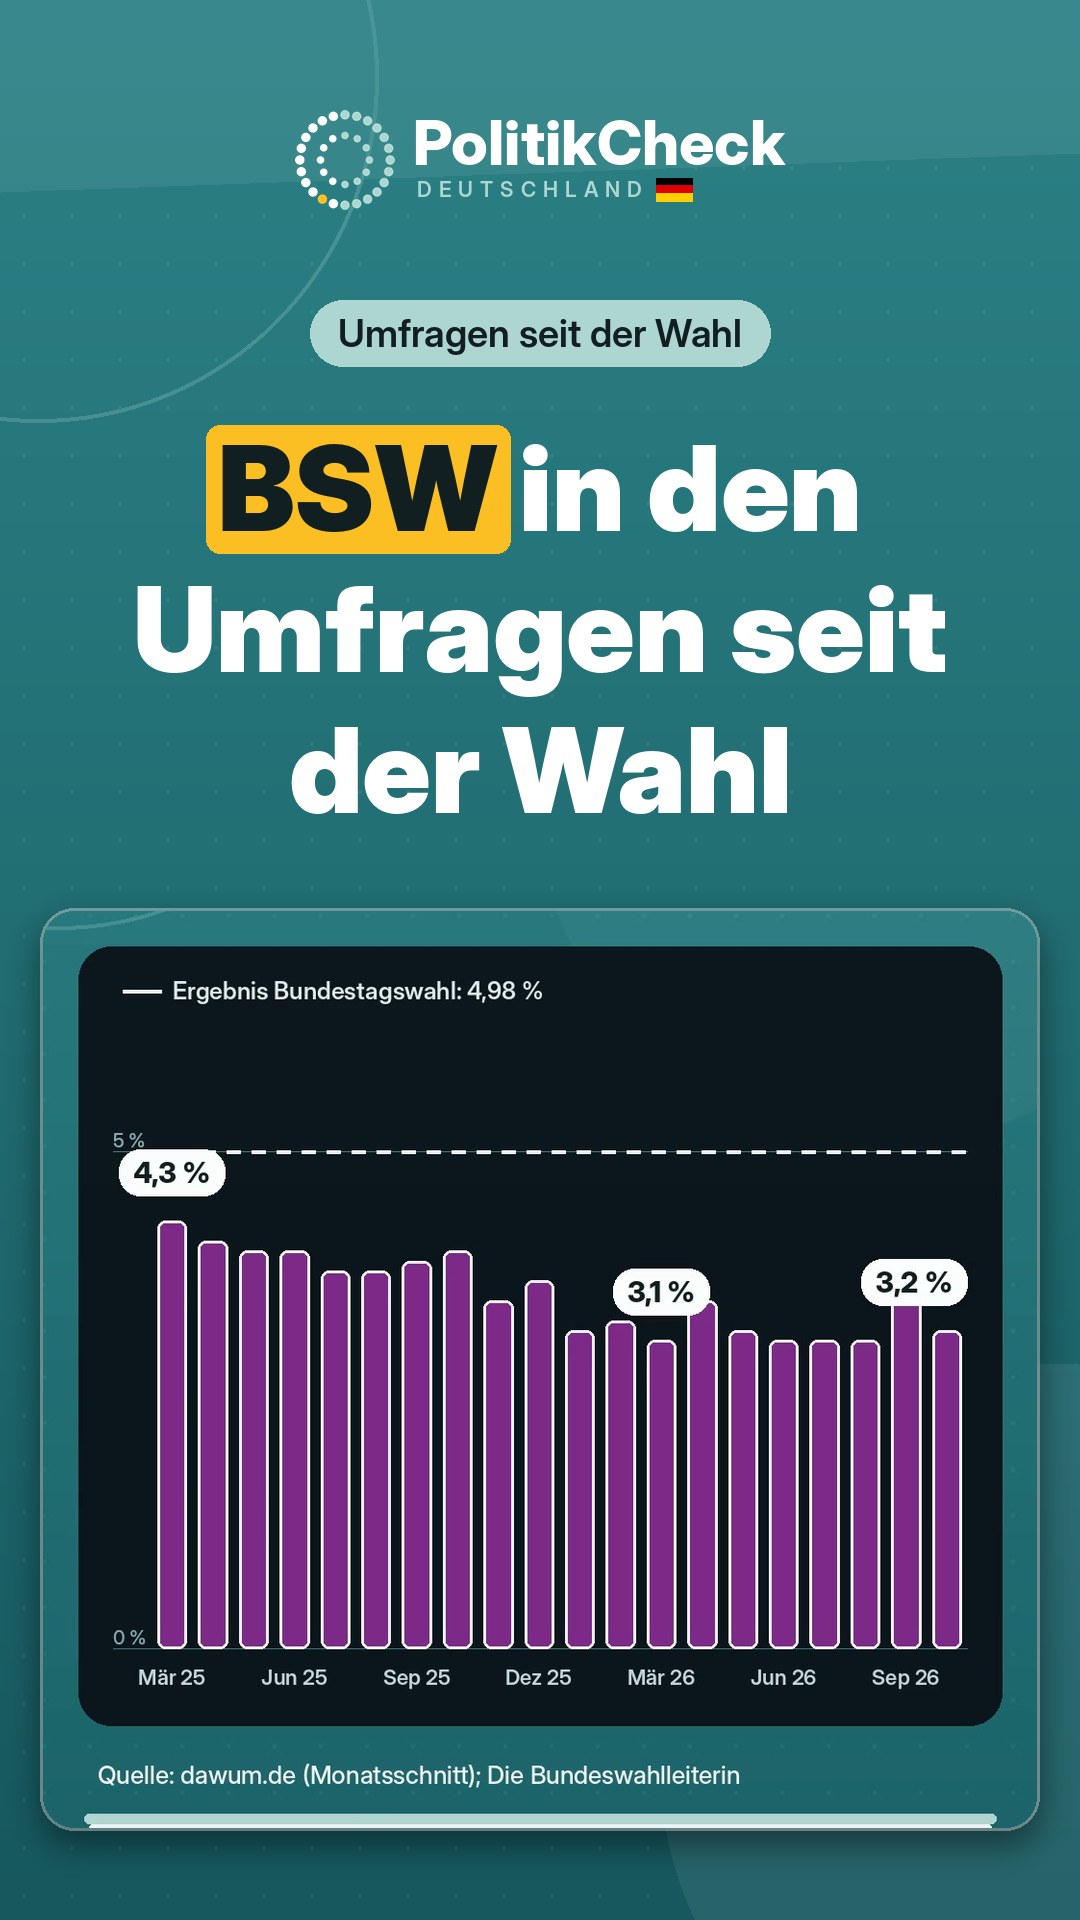 PolitikCheck
DEUTSCHLAND
Umfragen seit der Wahl
BSW in den
Umfragen seit
der Wahl
Ergebnis Bundestagswahl: 4,98 %
5 %
4,3 %
3,1 %
3,2 %
0 %
Mär 25 Jun 25 Sep 25 Dez 25 Mär 26 Jun 26 Sep 26
Quelle: dawum.de (Monatsschnitt); Die Bundeswahlleiterin